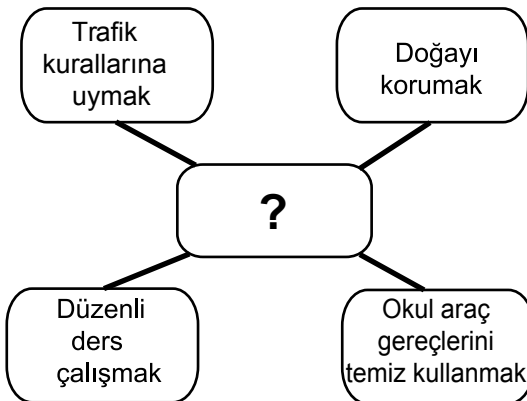 Trafik
kurallarına
uymak
Doğayı
korumak
?
Düzenli
ders
çalışmak
Okul araç
gereçlerini
temiz kullanmak